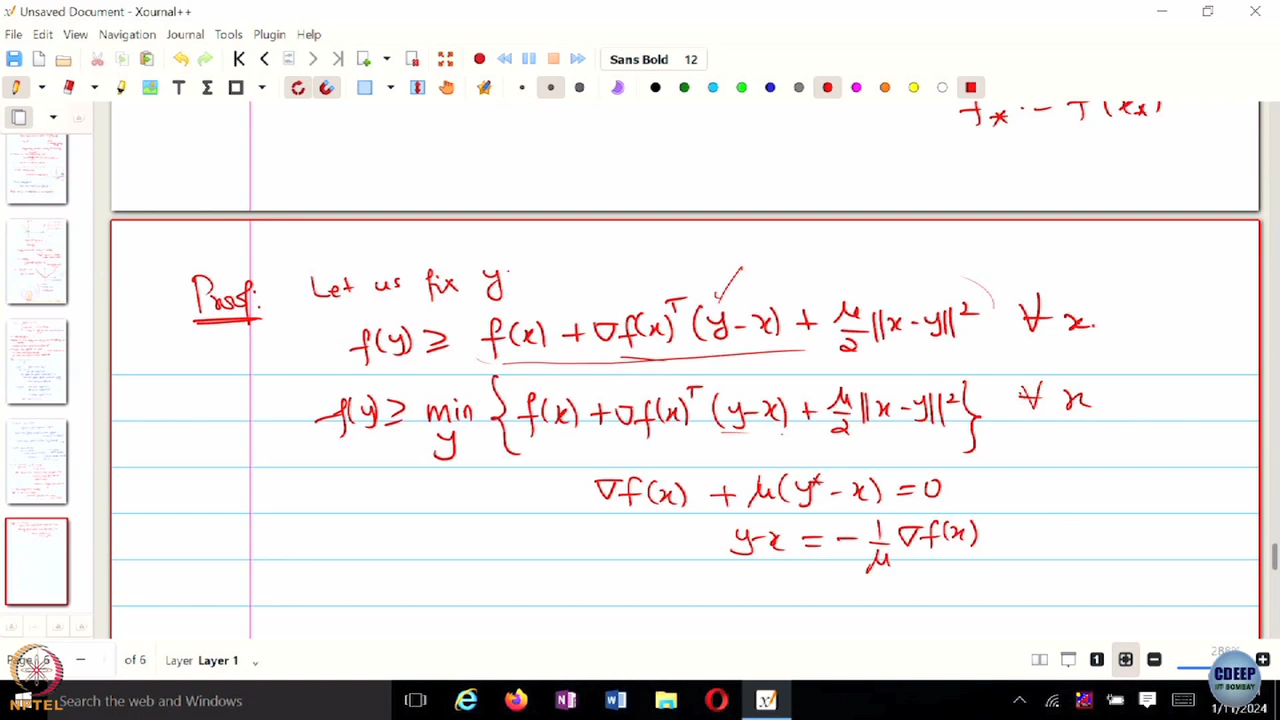 Unsaved Document - Xournal++
File Edit View Navigation Journal Tools Plugin Help
Sans Bold 12
Proof: Let us fix y
f(y) ≥ f(x) + ∇f(x)ᵀ (y-x) + μ/2 ||x-y||² ∀ x.
f(y) ≥ min_y { f(x) + ∇f(x)ᵀ (y-x) + μ/2 ||x-y||² } ∀ x
∇f(x) + μ(y* - x) = 0
y-x = - 1/μ ∇f(x)
of 6 Layer Layer 1
288%
Search the web and Windows
NPTEL
CDEEP
IIT BOMBAY
1/11/2024